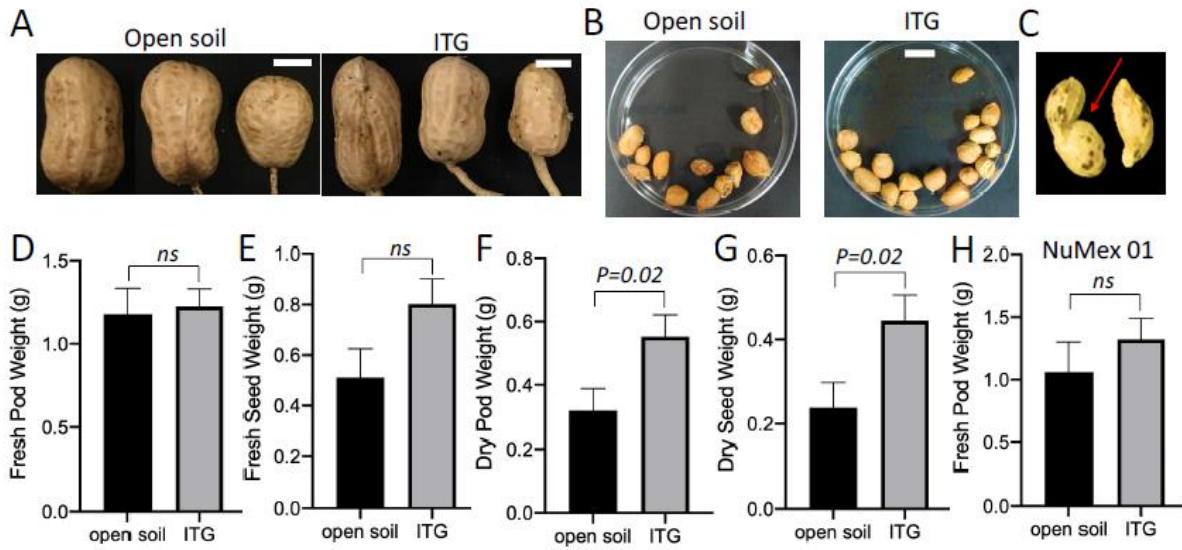 A
Open soil
ITG
B
Open soil
ITG
C
D
Fresh Pod Weight (g)
1.5
1.0
1.0
0.0
ns
open soil
ITG
E
Fresh Seed Weight (g)
1.0
0.8
0.6
0.4
0.2
0.0
ns
open soil
ITG
F
Dry Pod Weight (g)
0.8
0.6
0.4
0.2
0.0
P=0.02
open soil
ITG
G
Dry Seed Weight (g)
0.6
0.4
0.2
0.0
P=0.02
open soil
ITG
H
NuMex 01
Fresh Pod Weight (g)
2.0
1.5
1.0
0.5
0.0
ns
open soil
ITG